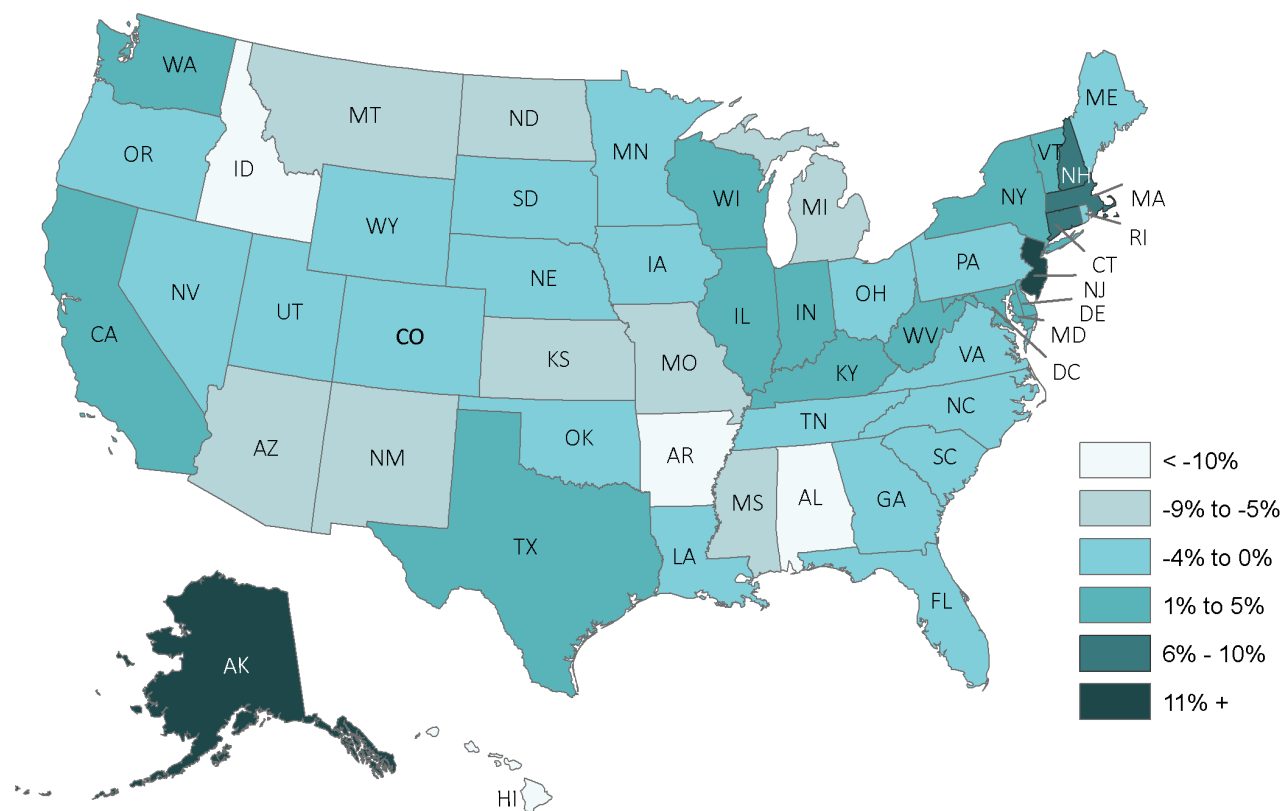 WA
MT
ND
ME
OR
ID
MN
VT
NH
WI
NY
MA
SD
MI
RI
WY
CT
IA
PA
NE
NJ
NV
OH
DE
UT
IL
IN
MD
CA
CO
WV
VA
DC
KS
MO
KY
NC
TN
AZ
OK
NM
AR
SC
MS
AL
GA
TX
LA
FL
AK
HI
< -10%
-9% to -5%
-4% to 0%
1% to 5%
6% - 10%
11% +